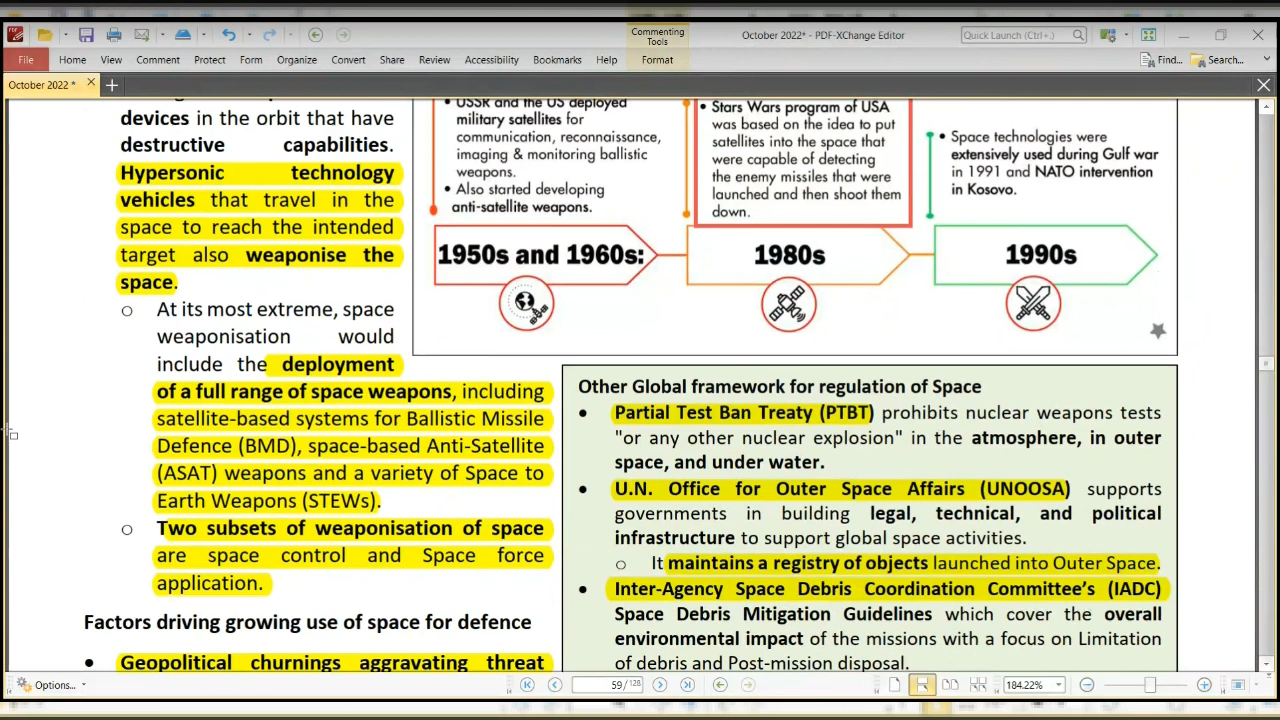 Commenting
Tools
October 2022* - PDF-XChange Editor
Quick Launch (Ctrl+.)
File Home View Comment Protect Form Organize Convert Share Review Accessibility Bookmarks Help Format
Find... Search...
October 2022 *
devices in the orbit that have
destructive capabilities.
Hypersonic technology
vehicles that travel in the
space to reach the intended
target also weaponise the
space.
o At its most extreme, space
weaponisation would
include the deployment
of a full range of space weapons, including
satellite-based systems for Ballistic Missile
Defence (BMD), space-based Anti-Satellite
(ASAT) weapons and a variety of Space to
Earth Weapons (STEWs).
o Two subsets of weaponisation of space
are space control and Space force
application.
Factors driving growing use of space for defence
• Geopolitical churnings aggravating threat
• USSR and the US deployed
military satellites for
communication, reconnaissance,
imaging & monitoring ballistic
weapons.
• Also started developing
anti-satellite weapons.
1950s and 1960s:
• Stars Wars program of USA
was based on the idea to put
satellites into the space that
were capable of detecting
the enemy missiles that were
launched and then shoot them
down.
1980s
• Space technologies were
extensively used during Gulf war
in 1991 and NATO intervention
in Kosovo.
1990s
Other Global framework for regulation of Space
• Partial Test Ban Treaty (PTBT) prohibits nuclear weapons tests
"or any other nuclear explosion" in the atmosphere, in outer
space, and under water.
• U.N. Office for Outer Space Affairs (UNOOSA) supports
governments in building legal, technical, and political
infrastructure to support global space activities.
o It maintains a registry of objects launched into Outer Space.
• Inter-Agency Space Debris Coordination Committee’s (IADC)
Space Debris Mitigation Guidelines which cover the overall
environmental impact of the missions with a focus on Limitation
of debris and Post-mission disposal.
Options... 59 / 128 184.22%